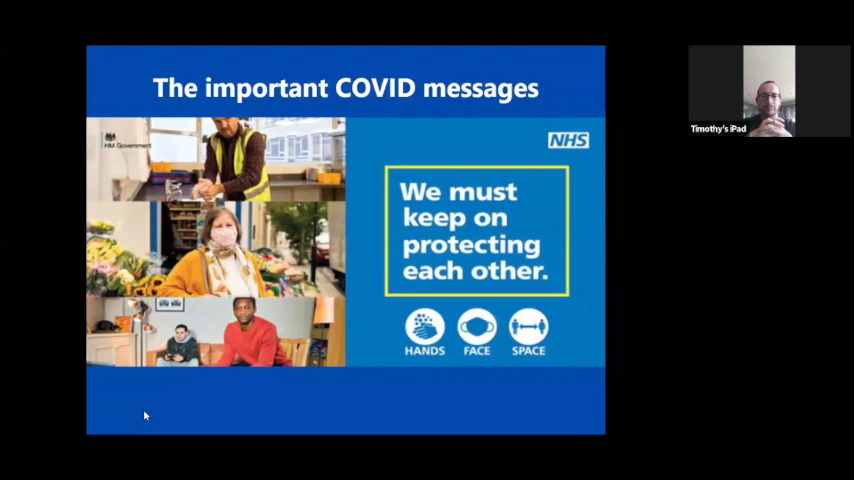 The important COVID messages
HM Government
NHS
We must
keep on
protecting
each other.
HANDS FACE SPACE
Timothy's iPad